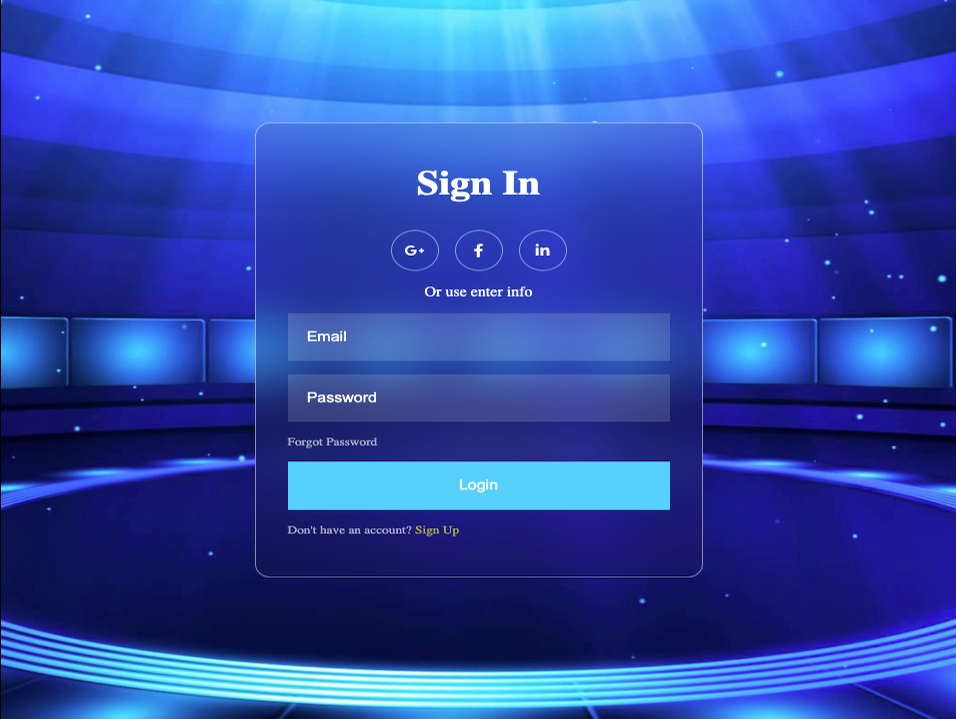 Sign In
G+ f in
Or use enter info
Email
Password
Forgot Password
Login
Don't have an account? Sign Up